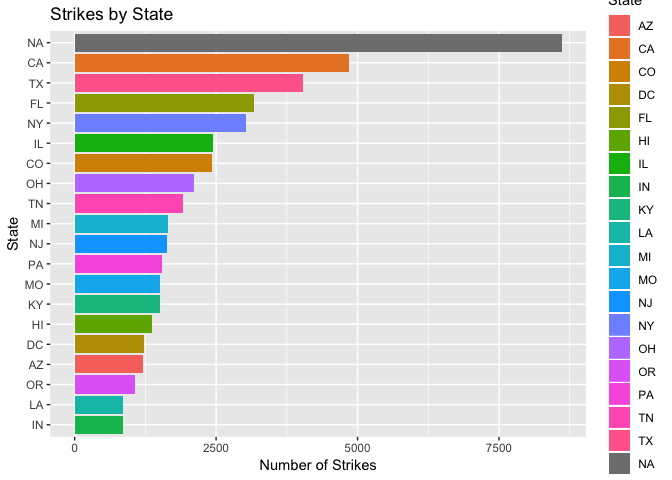 Strikes by State
NA
CA
TX
FL
NY
IL
CO
OH
TN
MI
NJ
PA
MO
KY
HI
DC
AZ
OR
LA
IN
State
0 2500 5000 7500
Number of Strikes
State
AZ
CA
CO
DC
FL
HI
IL
IN
KY
LA
MI
MO
NJ
NY
OH
OR
PA
TN
TX
NA